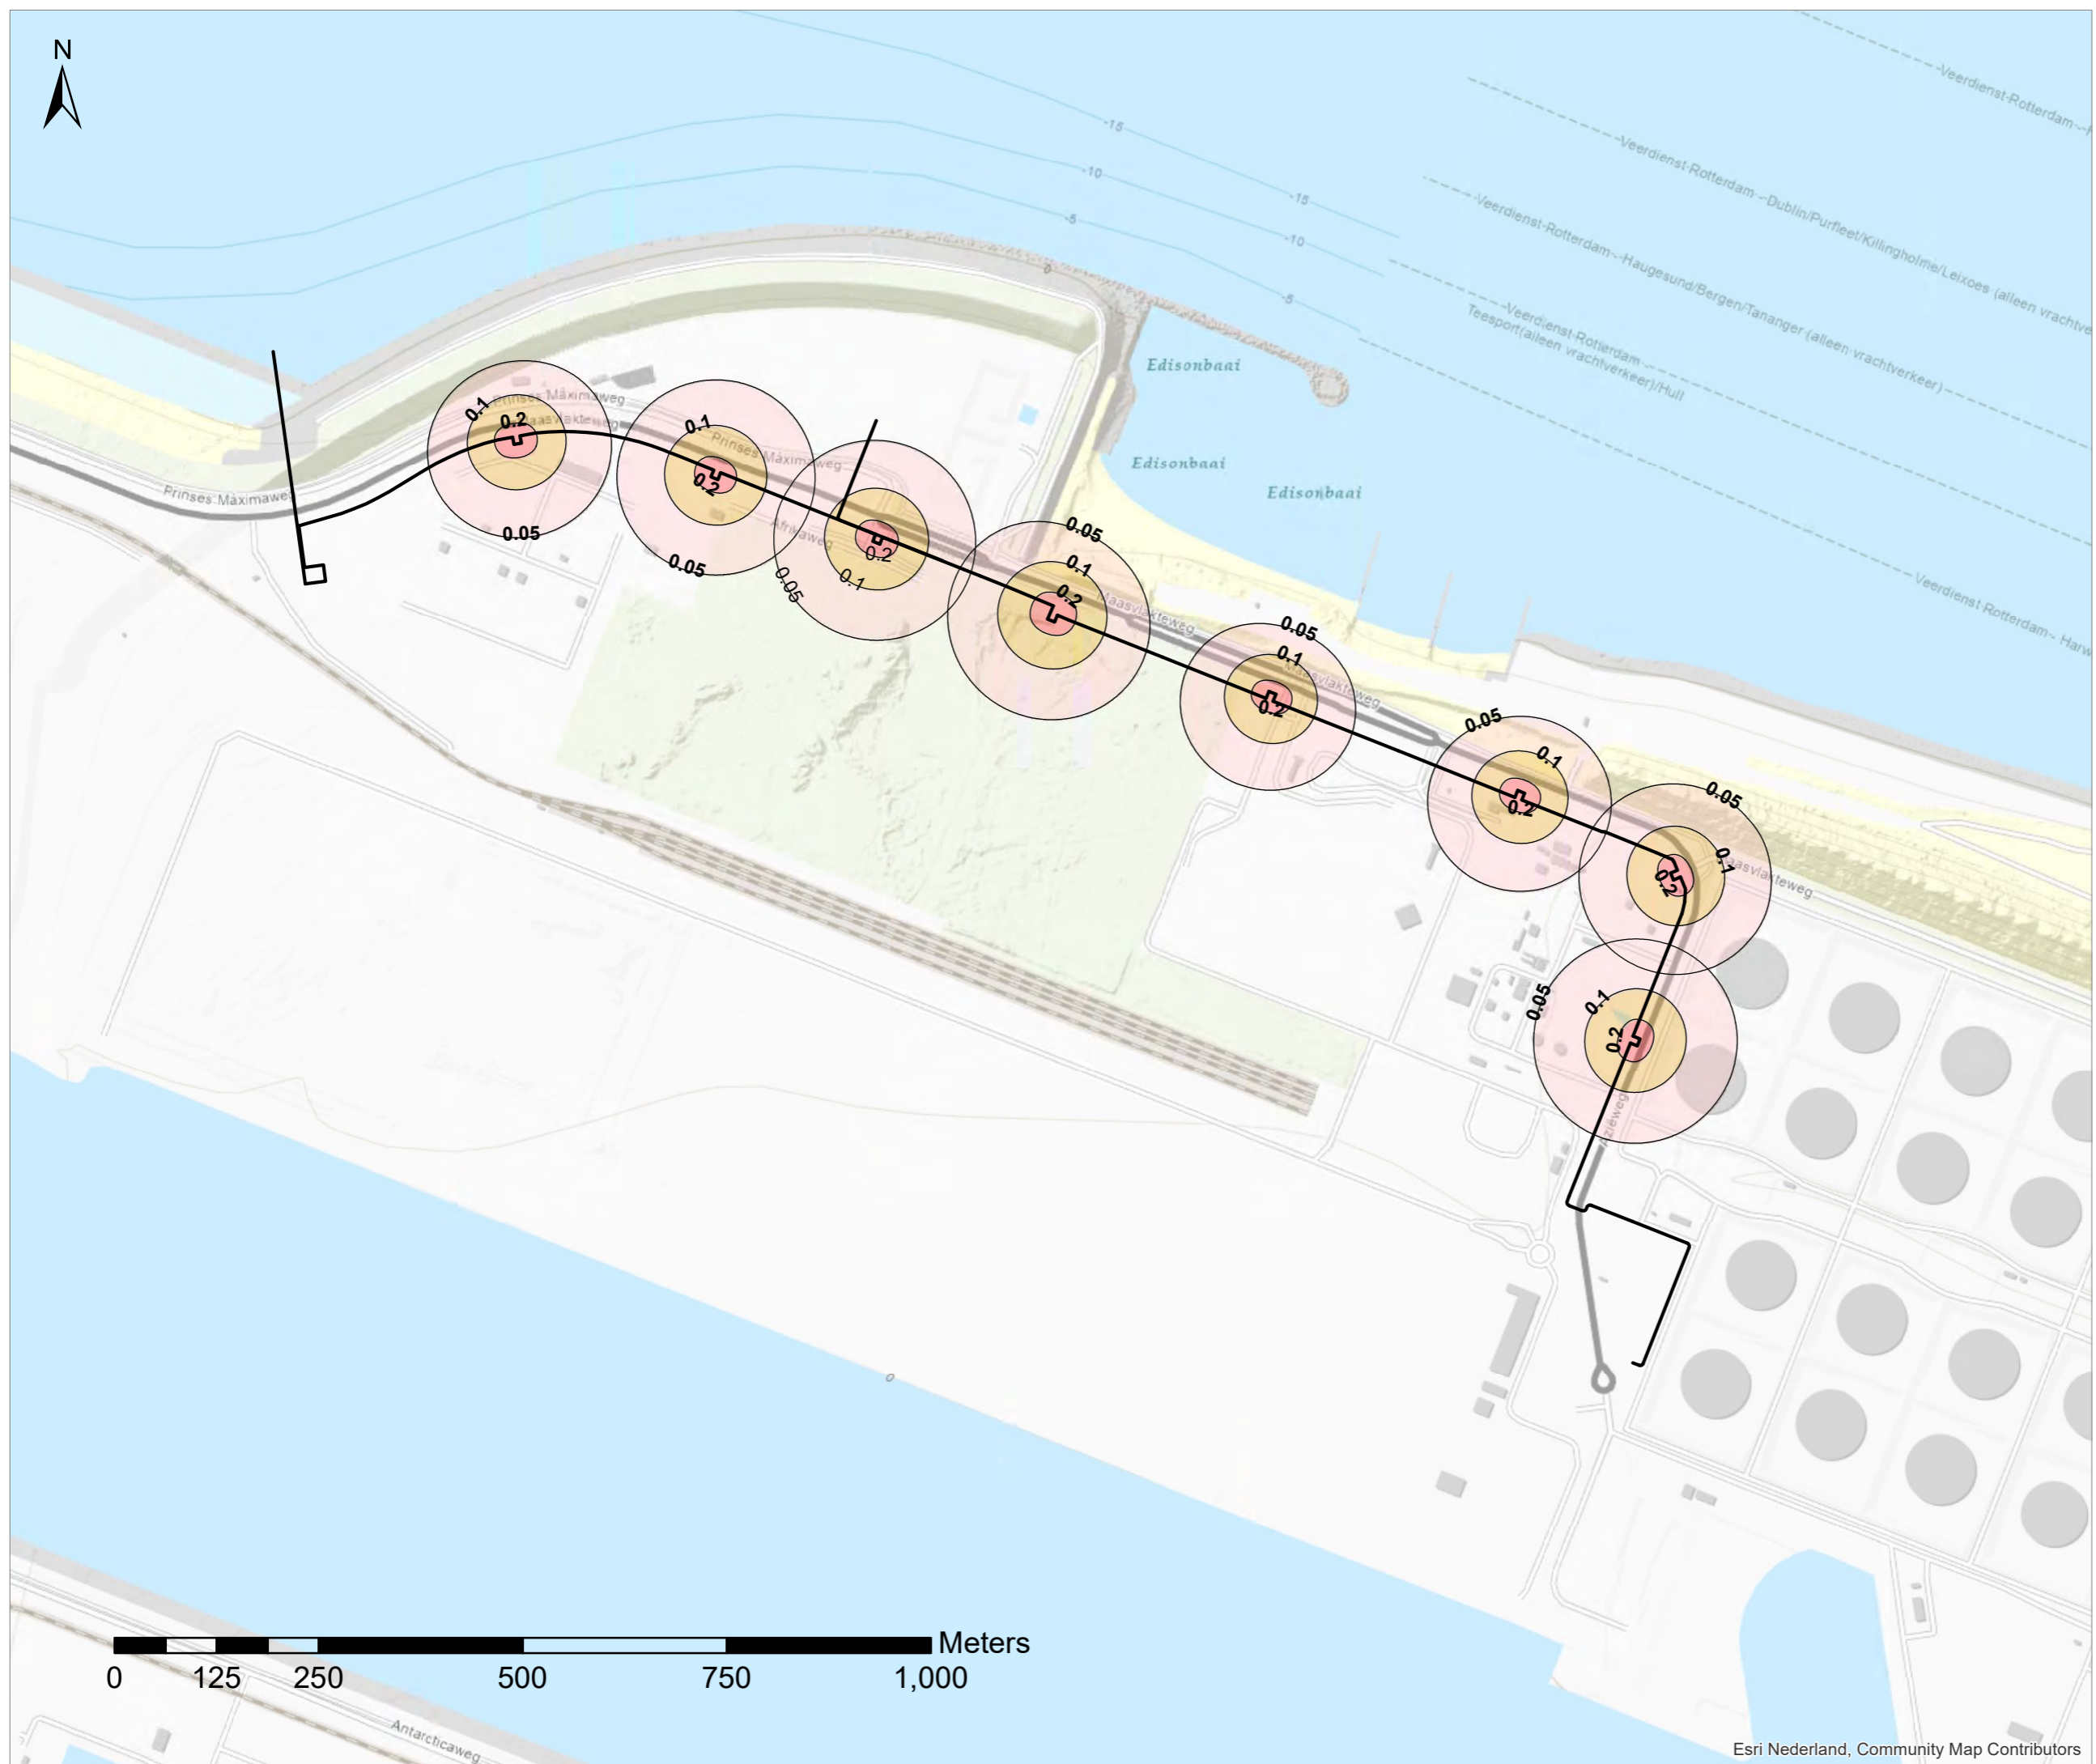 N
-15
-10
-5
-15
-10
-5
0
Veerdienst-Rotterdam
Veerdienst-Rotterdam--Dublin/Purfleet/Killingholme/Leixoes (alleen
Veerdienst-Rotterdam--Haugesund/Bergen/Tananger (alleen vrachtverkeer)
Veerdienst-Rotterdam--
Teesport(alleen vrachtverkeer)/Hull
Veerdienst Rotterdam-
Edisonbaai
Edisonbaai
Edisonbaai
Prinses Máximaweg
Prinses Máximaweg
Maasvlakteweg
Prinses Máximaweg
Afrikaweg
Maasvlakteweg
Maasvlakteweg
Maasvlakteweg
Azieweg
0.1
0.2
0.05
0.1
0.2
0.05
0.2
0.1
0.05
0.05
0.1
0.2
0.05
0.1
0.2
0.05
0.1
0.2
0.05
0.1
0.2
0.05
0.1
0.2
0
Meters
0 125 250 500 750 1,000
Antarcticaweg
Esri Nederland, Community Map Contributors